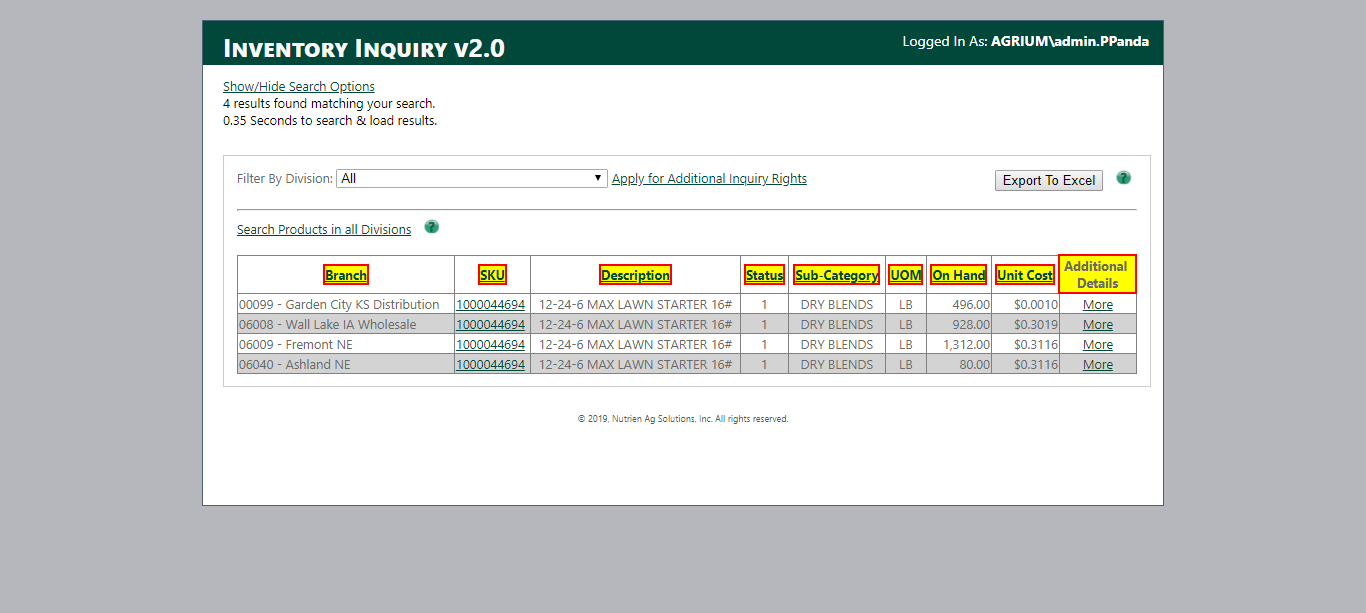 INVENTORY INQUIRY V2.0
Logged In As: AGRIUM\admin.PPanda
Show/Hide Search Options
4 results found matching your search.
0.35 Seconds to search & load results.
Filter By Division: All Apply for Additional Inquiry Rights Export To Excel ?
Search Products in all Divisions ?
Branch SKU Description Status Sub-Category UOM On Hand Unit Cost Additional Details
00099 - Garden City KS Distribution 1000044694 12-24-6 MAX LAWN STARTER 16# 1 DRY BLENDS LB 496.00 $0.0010 More
06008 - Wall Lake IA Wholesale 1000044694 12-24-6 MAX LAWN STARTER 16# 1 DRY BLENDS LB 928.00 $0.3019 More
06009 - Fremont NE 1000044694 12-24-6 MAX LAWN STARTER 16# 1 DRY BLENDS LB 1,312.00 $0.3116 More
06040 - Ashland NE 1000044694 12-24-6 MAX LAWN STARTER 16# 1 DRY BLENDS LB 80.00 $0.3116 More
© 2019, Nutrien Ag Solutions, Inc. All rights reserved.